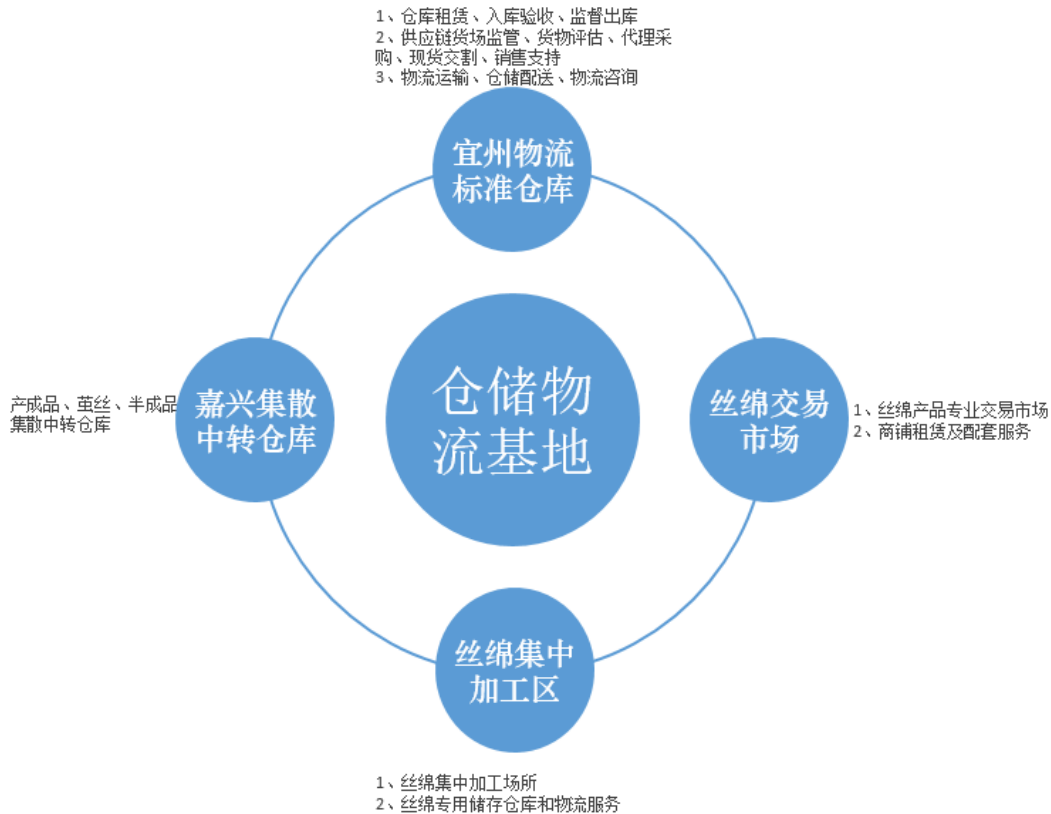 1、仓库租赁、入库验收、监督出库
2、供应链货场监管、货物评估、代理采
购、现货交割、销售支持
3、物流运输、仓储配送、物流咨询
宜州物流
标准仓库
仓储物
流基地
嘉兴集散
中转仓库
产成品、茧丝、半成品
集散中转仓库
丝绵交易
市场
1、丝绵产品专业交易市场
2、商铺租赁及配套服务
丝绵集中
加工区
1、丝绵集中加工场所
2、丝绵专用储存仓库和物流服务